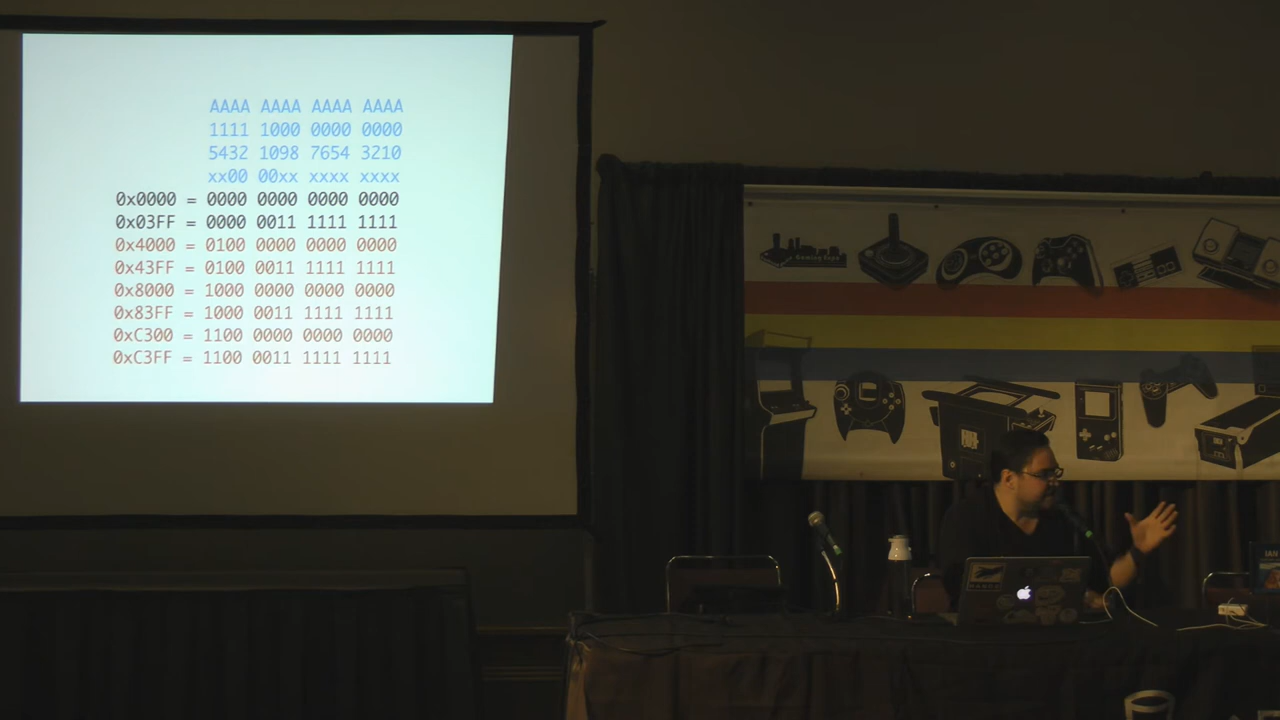 AAAA AAAA AAAA AAAA
1111 1000 0000 0000
5432 1098 7654 3210
xx00 00xx xxxx xxxx
0x0000 = 0000 0000 0000 0000
0x03FF = 0000 0011 1111 1111
0x4000 = 0100 0000 0000 0000
0x43FF = 0100 0011 1111 1111
0x8000 = 1000 0000 0000 0000
0x83FF = 1000 0011 1111 1111
0xC300 = 1100 0000 0000 0000
0xC3FF = 1100 0011 1111 1111
IAN